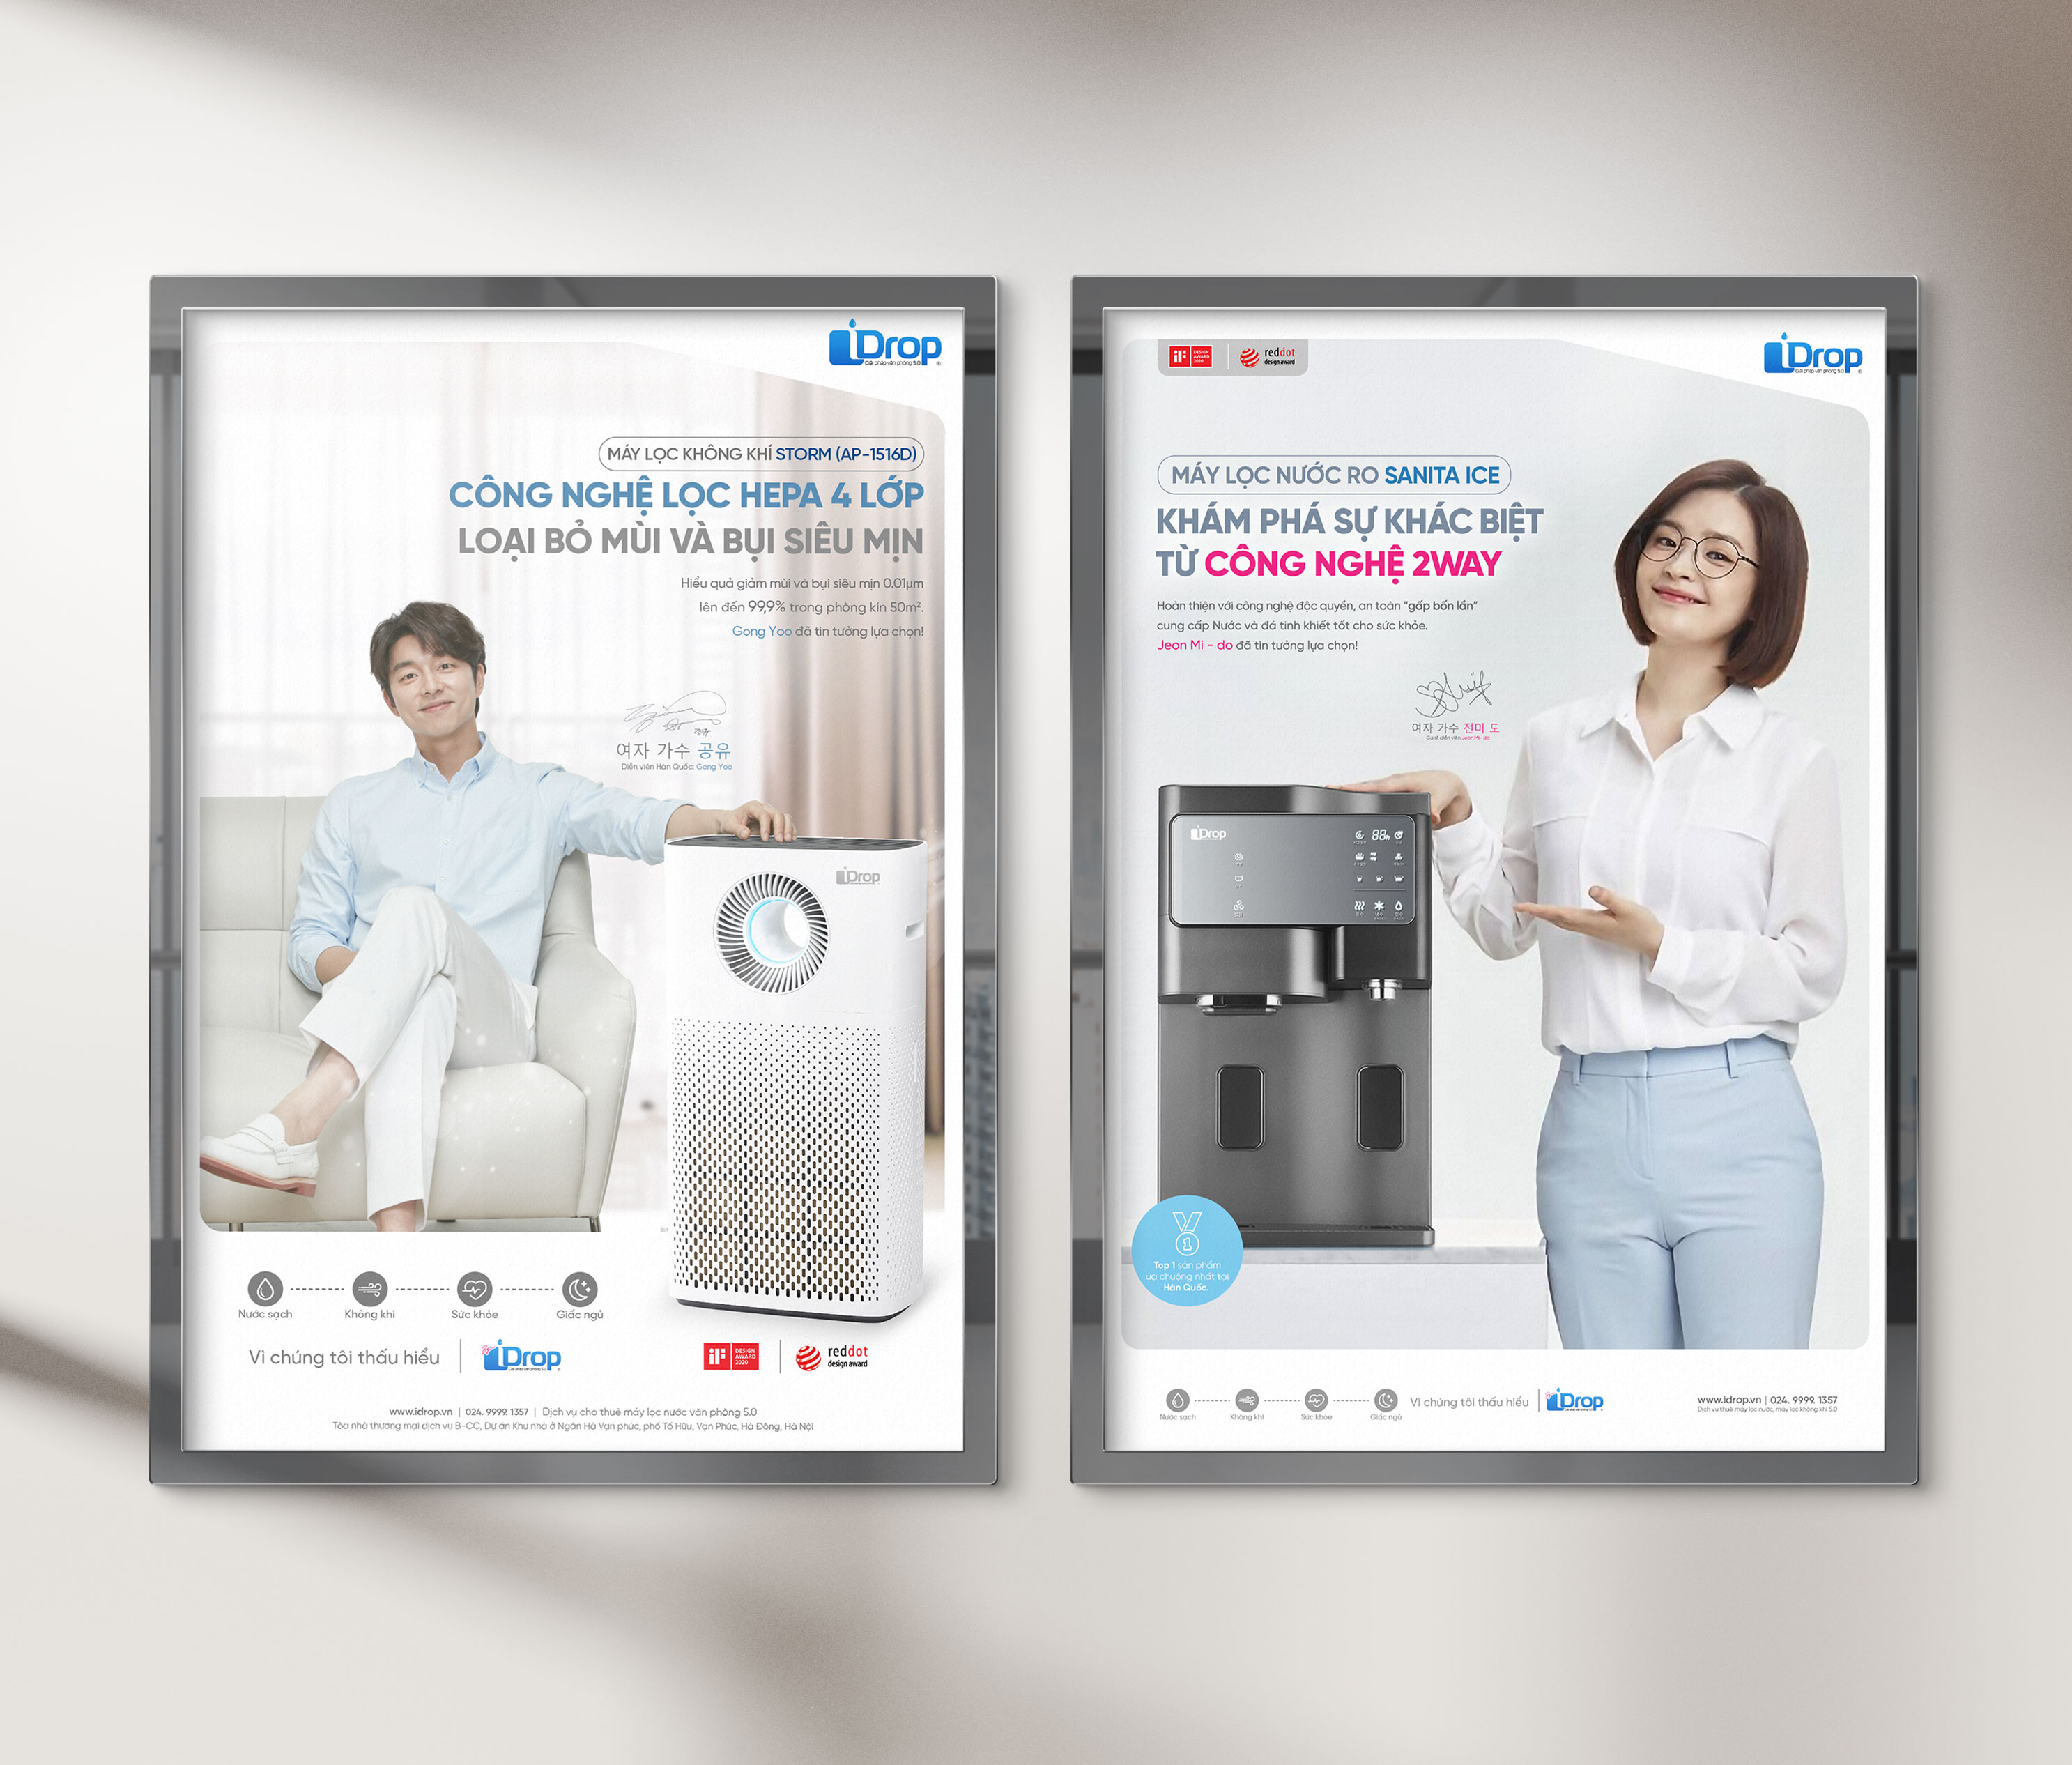 iDrop
Giải pháp văn phòng 5.0
MÁY LỌC KHÔNG KHÍ STORM (AP-1516D)
CÔNG NGHỆ LỌC HEPA 4 LỚP
LOẠI BỎ MÙI VÀ BỤI SIÊU MỊN
Hiệu quả giảm mùi và bụi siêu mịn 0.01µm
lên đến 99,9% trong phòng kín 50m².
Gong Yoo đã tin tưởng lựa chọn!
여자 가수 공유
Diễn viên Hàn Quốc: Gong Yoo
iDrop
Nước sạch
Không khí
Sức khỏe
Giấc ngủ
Vì chúng tôi thấu hiểu
iDrop
iF DESIGN AWARD 2020
reddot
design award
www.idrop.vn | 024. 9999. 1357 | Dịch vụ cho thuê máy lọc nước văn phòng 5.0
Tòa nhà thương mại dịch vụ B-CC, Dự án Khu nhà ở Ngân Hà Vạn phúc, phố Tố Hữu, Vạn Phúc, Hà Đông, Hà Nội
iF DESIGN AWARD 2020
reddot
design award
iDrop
Giải pháp văn phòng 5.0
MÁY LỌC NƯỚC RO SANITA ICE
KHÁM PHÁ SỰ KHÁC BIỆT
TỪ CÔNG NGHỆ 2WAY
Hoàn thiện với công nghệ độc quyền, an toàn “gấp bốn lần”
cung cấp Nước và đá tinh khiết tốt cho sức khỏe.
Jeon Mi - do đã tin tưởng lựa chọn!
여자 가수 전미 도
Ca sĩ, diễn viên Jeon Mi- do
iDrop
88h
Top 1 sản phẩm
ưa chuộng nhất tại
Hàn Quốc.
Nước sạch
Không khí
Sức khỏe
Giấc ngủ
Vì chúng tôi thấu hiểu
iDrop
www.idrop.vn | 024. 9999. 1357
Dịch vụ thuê máy lọc nước, máy lọc không khí 5.0